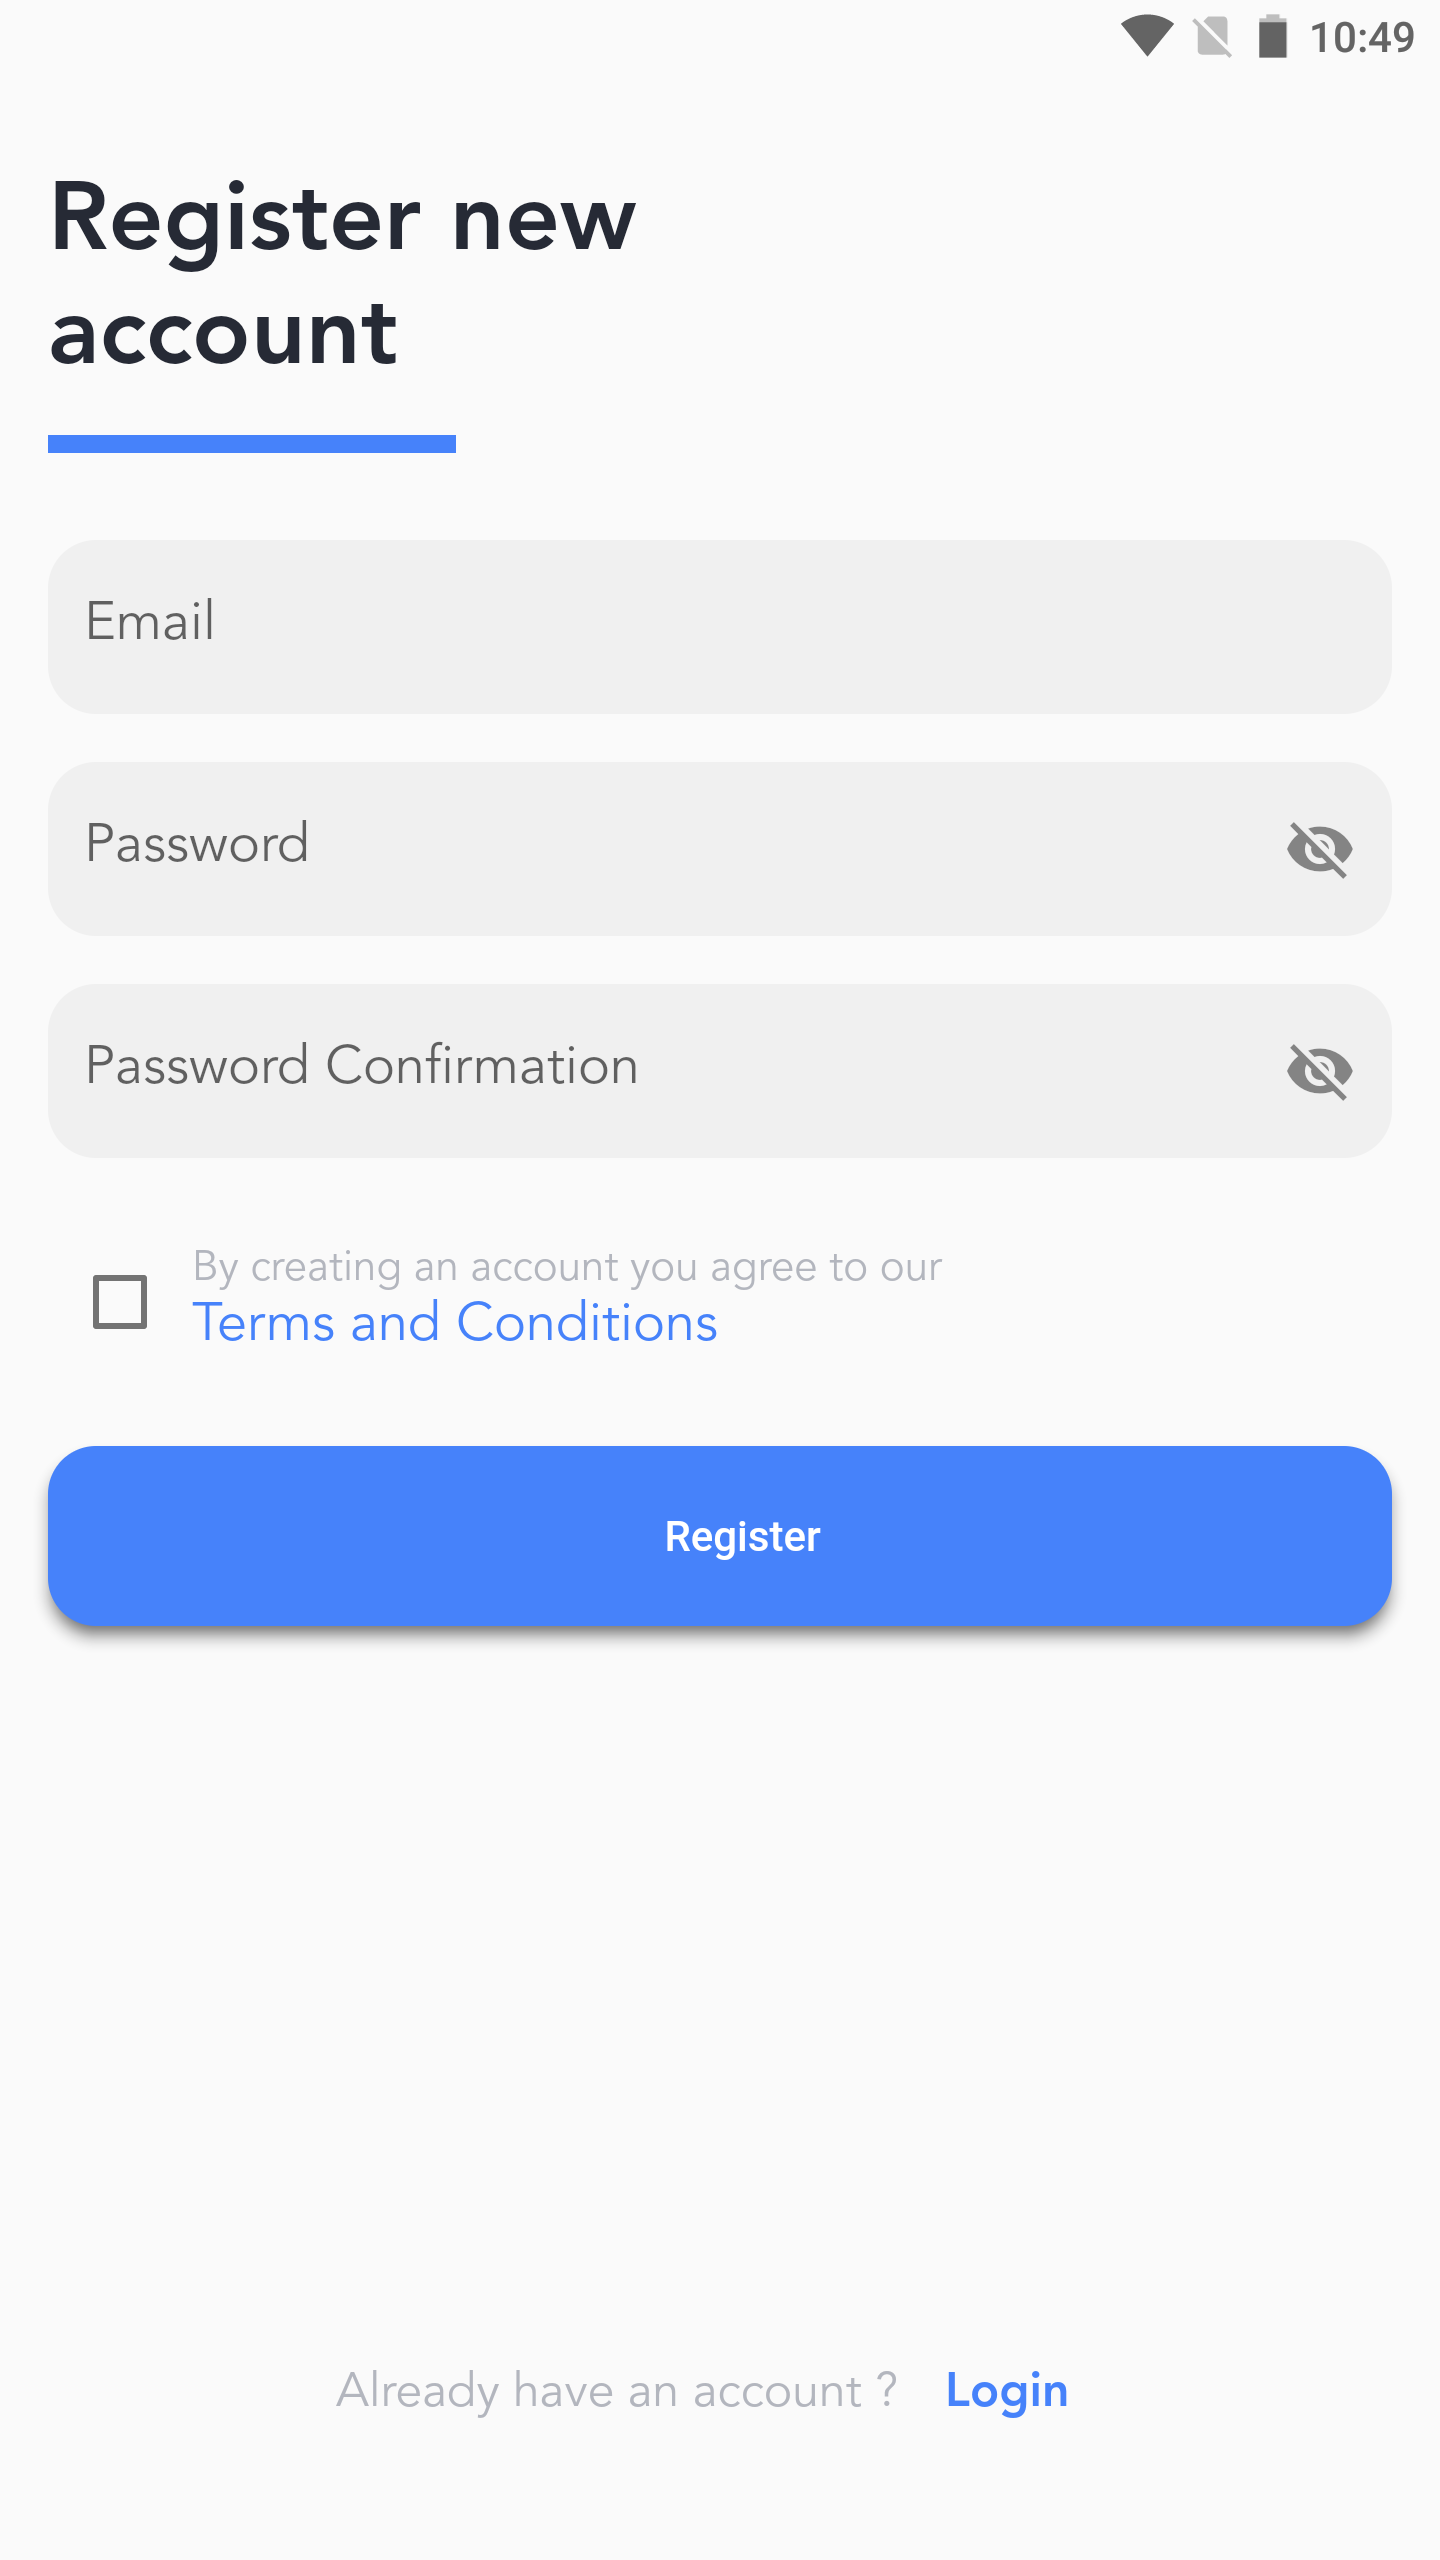 10:49
Register new
account
Email
Password
Password Confirmation
By creating an account you agree to our
Terms and Conditions
Register
Already have an account ? Login